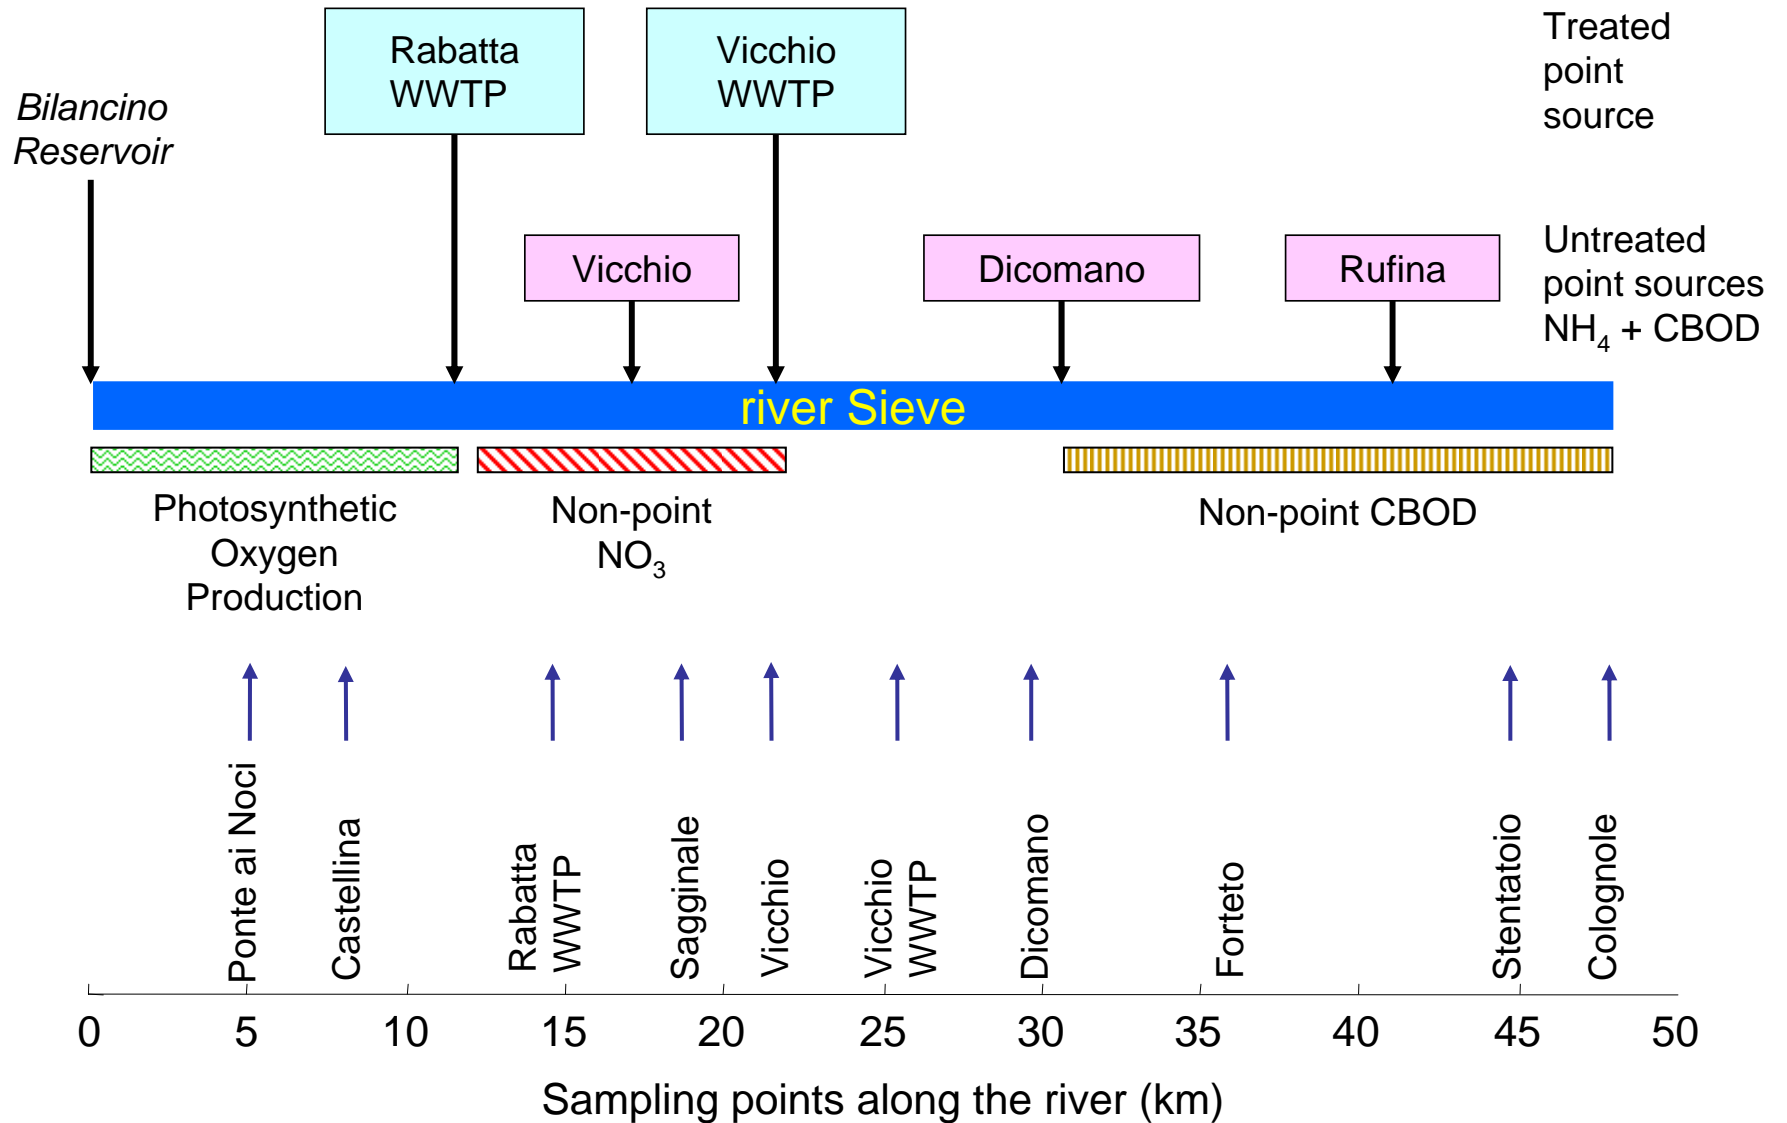 Bilancino
Reservoir
Rabatta
WWTP
Vicchio
WWTP
Treated
point
source
Vicchio
Dicomano
Rufina
Untreated
point sources
NH₄ + CBOD
river Sieve
Photosynthetic
Oxygen
Production
Non-point
NO₃
Non-point CBOD
Ponte ai Noci
Castellina
Rabatta
WWTP
Sagginale
Vicchio
Vicchio
WWTP
Dicomano
Forteto
Stentatoio
Colognole
0 5 10 15 20 25 30 35 40 45 50
Sampling points along the river (km)